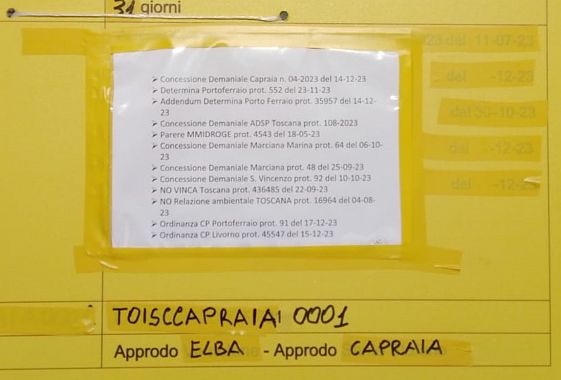 31 giorni
➢ Concessione Demaniale Capraia n. 04-2023 del 14-12-23
➢ Determina Portoferraio prot. 552 del 23-11-23
➢ Addendum Determina Porto Ferraio prot. 35957 del 14-12-
23
➢ Concessione Demaniale ADSP Toscana prot. 108-2023
➢ Parere MMIDROGE prot. 4543 del 18-05-23
➢ Concessione Demaniale Marciana Marina prot. 64 del 06-10-
23
➢ Concessione Demaniale Marciana prot. 48 del 25-09-23
➢ Concessione Demaniale S. Vincenzo prot. 92 del 10-10-23
➢ NO VINCA Toscana prot. 436485 del 22-09-23
➢ NO Relazione ambientale TOSCANA prot. 16964 del 04-08-
23
➢ Ordinanza CP Portoferraio prot. 91 del 17-12-23
➢ Ordinanza CP Livorno prot. 45547 del 15-12-23
del 11-07-23
del -12-23
del 30-10-23
del -12-23
del -12-23
TOISCCAPRAIA1 0001
Approdo ELBA - Approdo CAPRAIA